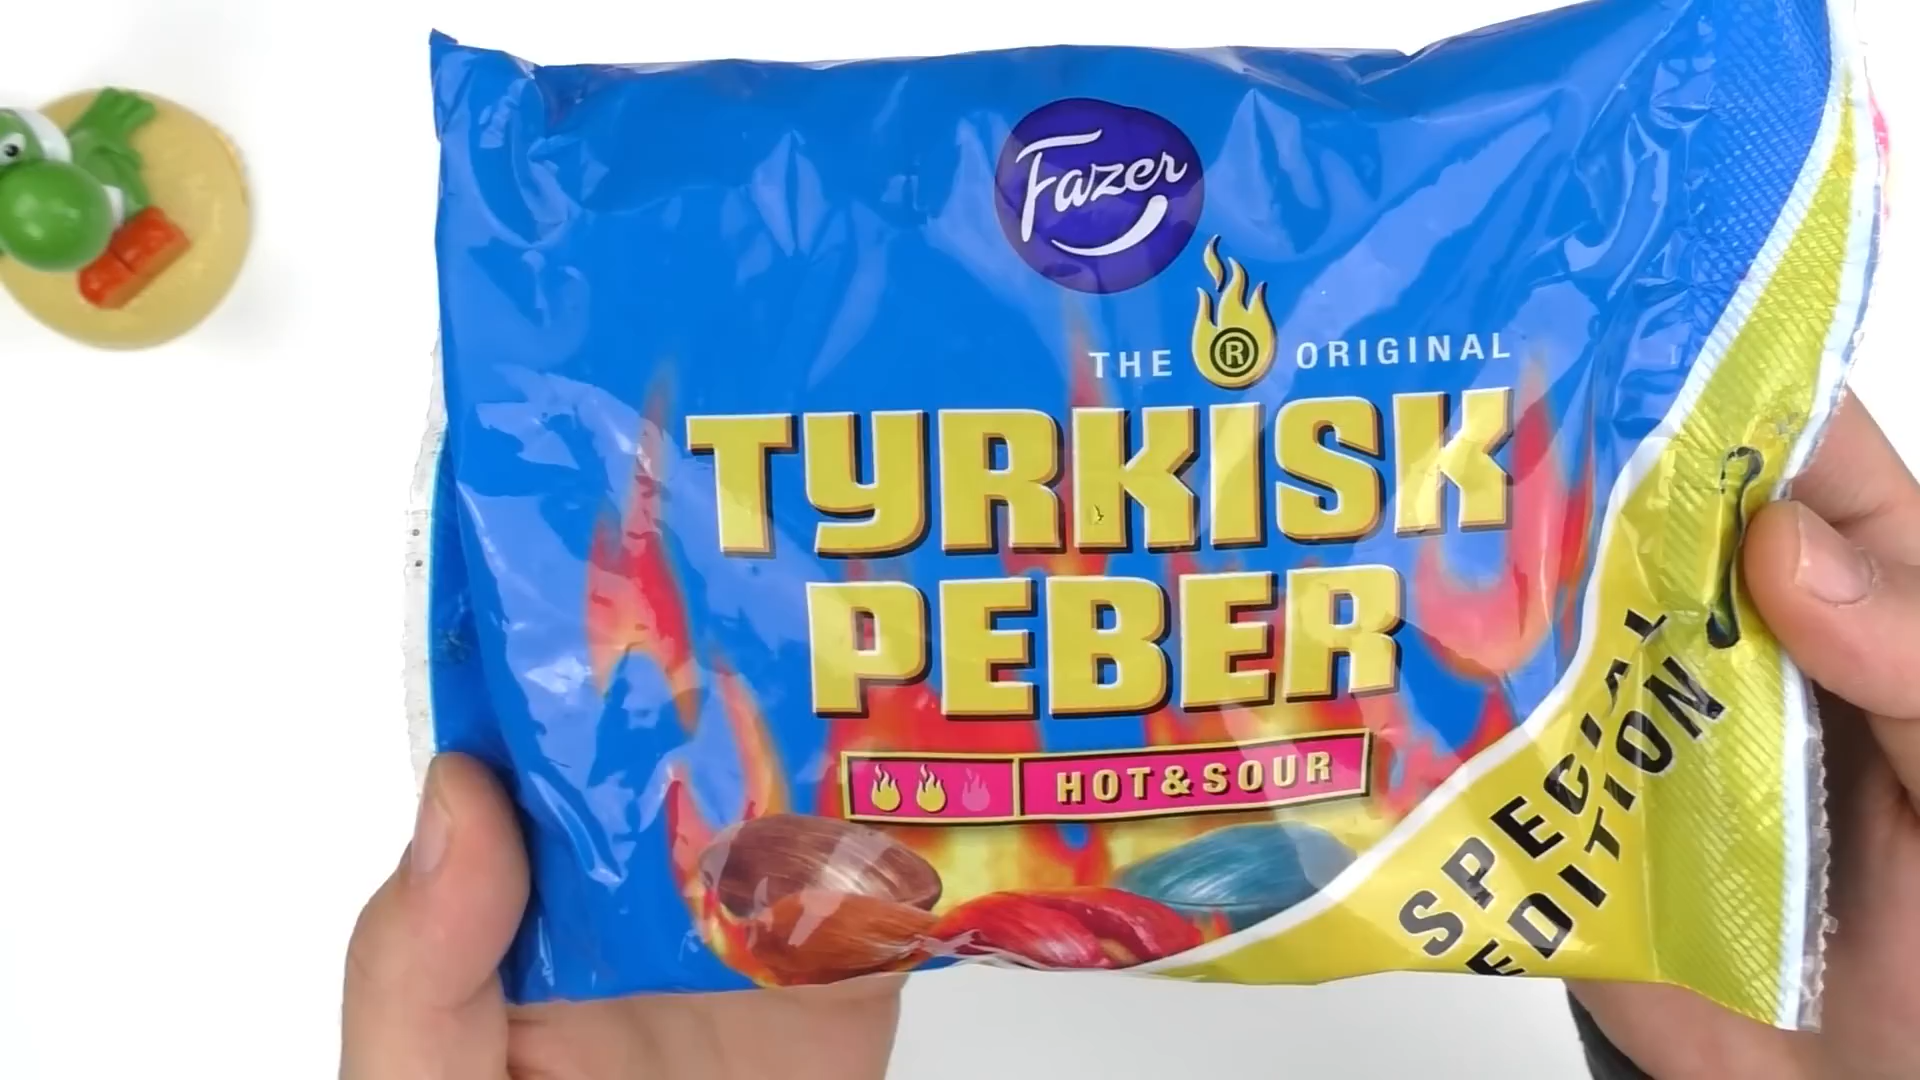 Fazer
THE ® ORIGINAL
TYRKISK
PEBER
HOT&SOUR
SPECIAL
EDITION